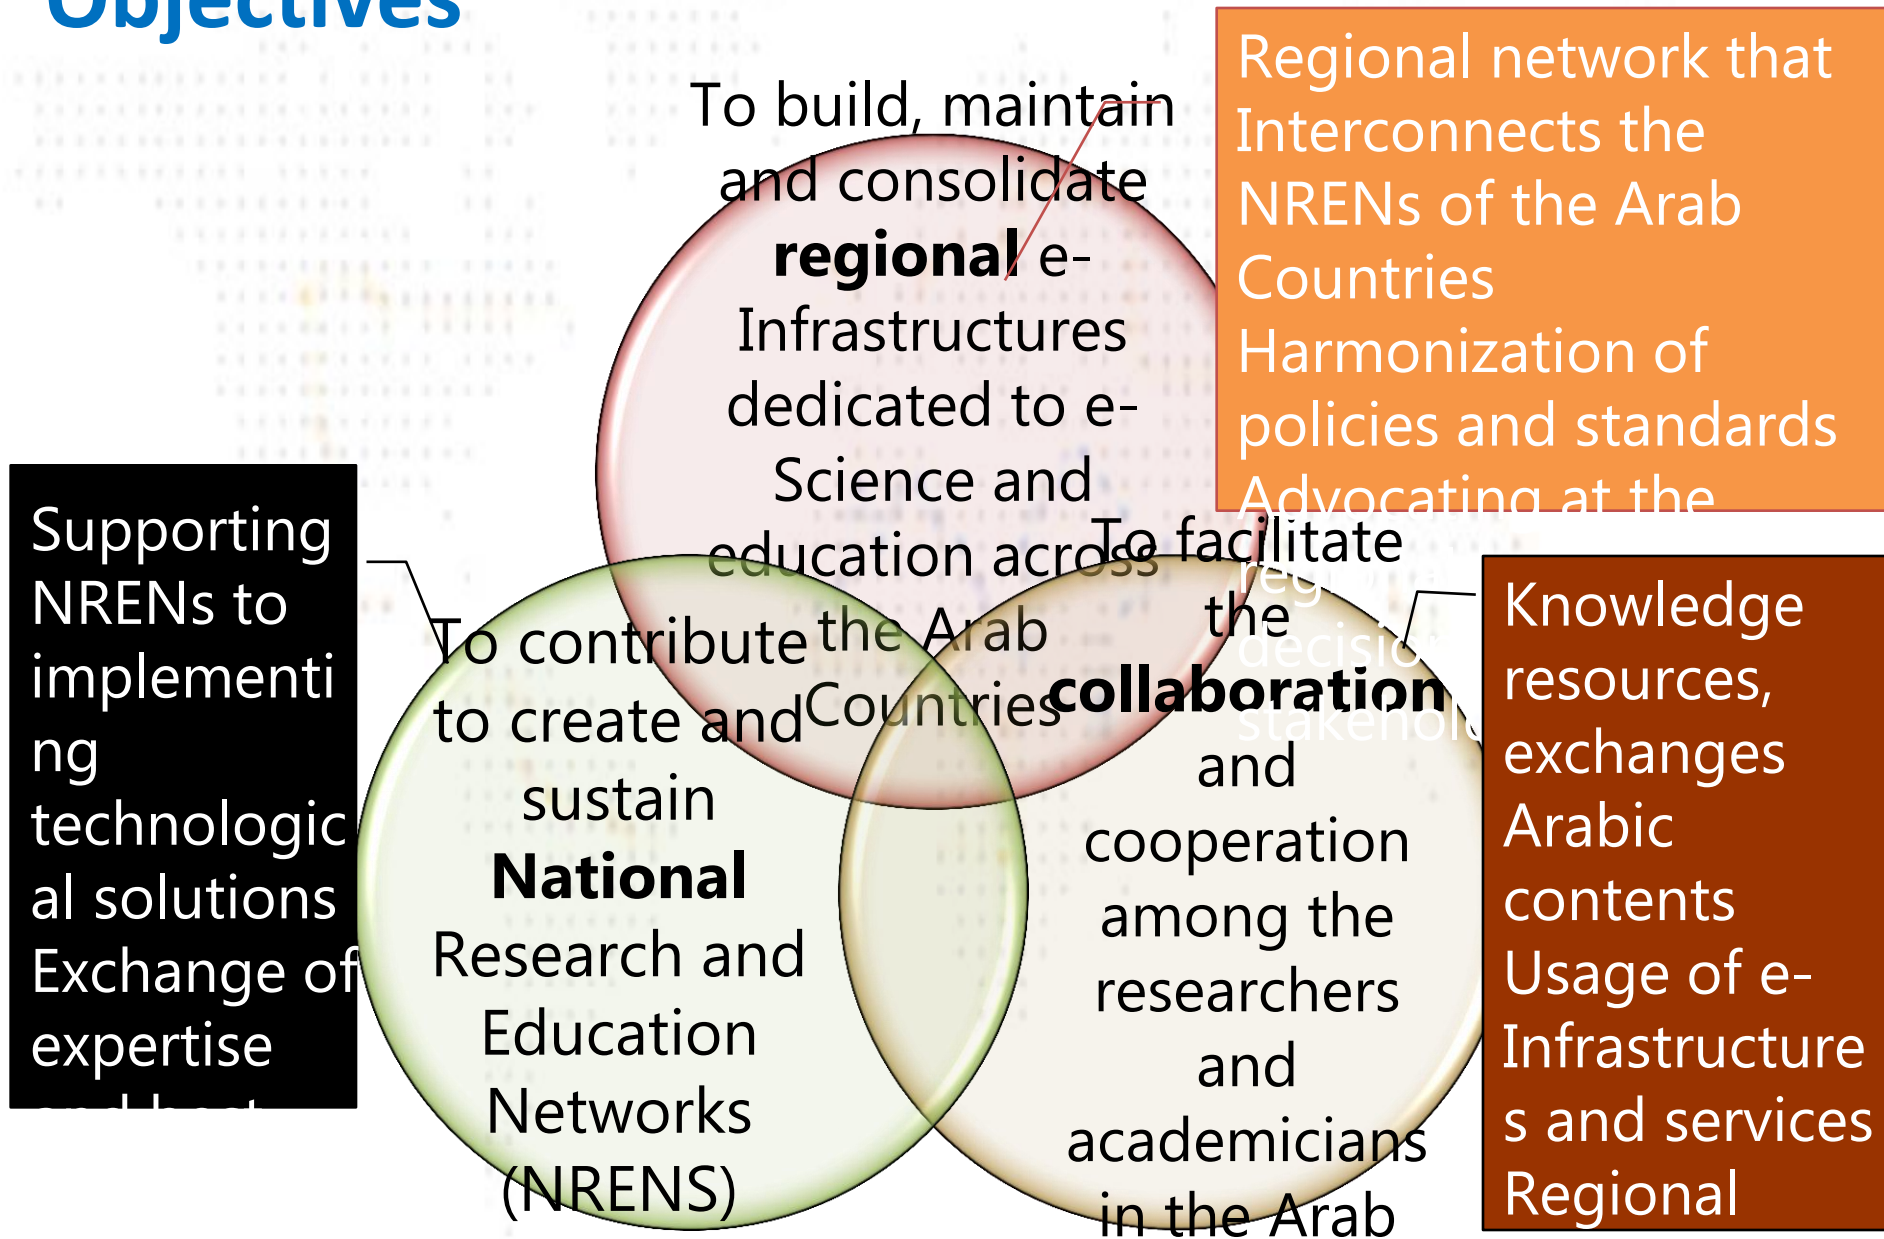 Objectives
To build, maintain
and consolidate
regional e-
Infrastructures
dedicated to e-
Science and
education across
the Arab
Countries
Regional network that
Interconnects the
NRENs of the Arab
Countries
Harmonization of
policies and standards
Advocating at the
Supporting
NRENs to
implementi
ng
technologic
al solutions
Exchange of
expertise
and best
To contribute
to create and
sustain
National
Research and
Education
Networks
(NRENS)
To facilitate
the
collaboration
and
cooperation
among the
researchers
and
academicians
in the Arab
Knowledge
resources,
exchanges
Arabic
contents
Usage of e-
Infrastructure
s and services
Regional